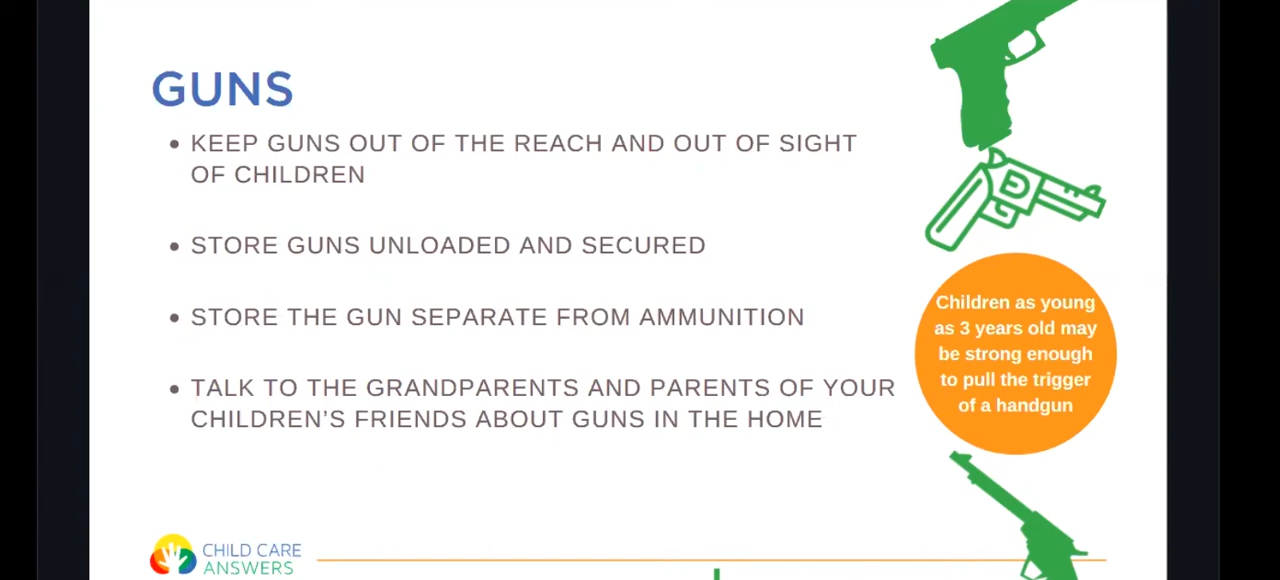 GUNS
• KEEP GUNS OUT OF THE REACH AND OUT OF SIGHT
OF CHILDREN
• STORE GUNS UNLOADED AND SECURED
• STORE THE GUN SEPARATE FROM AMMUNITION
• TALK TO THE GRANDPARENTS AND PARENTS OF YOUR
CHILDREN’S FRIENDS ABOUT GUNS IN THE HOME
Children as young
as 3 years old may
be strong enough
to pull the trigger
of a handgun
CHILD CARE
ANSWERS